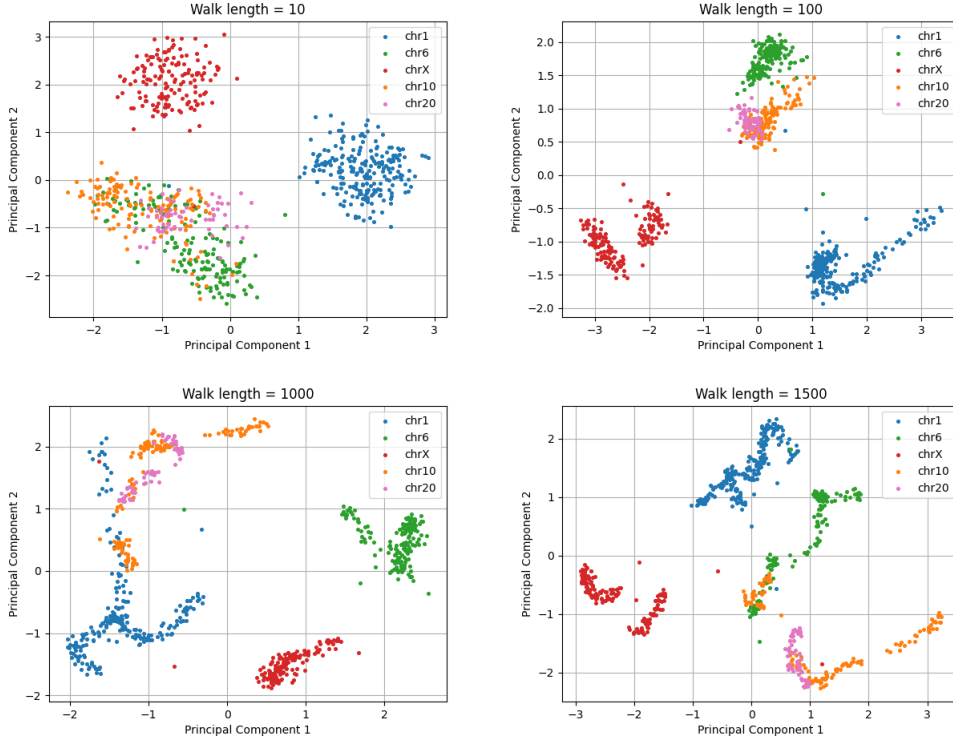 Walk length = 10
Principal Component 2
3
2
1
0
−1
−2
−2
−1
0
1
2
3
Principal Component 1
chr1
chr6
chrX
chr10
chr20
Walk length = 100
Principal Component 2
2.0
1.5
1.0
0.5
0.0
−0.5
−1.0
−1.5
−2.0
−3
−2
−1
0
1
2
3
Principal Component 1
chr1
chr6
chrX
chr10
chr20
Walk length = 1000
Principal Component 2
2
1
0
−1
−2
−2
−1
0
1
2
Principal Component 1
chr1
chr6
chrX
chr10
chr20
Walk length = 1500
Principal Component 2
2
1
0
−1
−2
−3
−2
−1
0
1
2
3
Principal Component 1
chr1
chr6
chrX
chr10
chr20